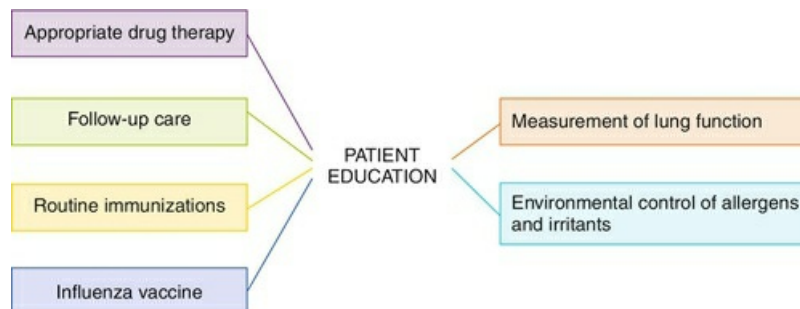 Appropriate drug therapy
Follow-up care
Routine immunizations
Influenza vaccine
PATIENT
EDUCATION
Measurement of lung function
Environmental control of allergens
and irritants